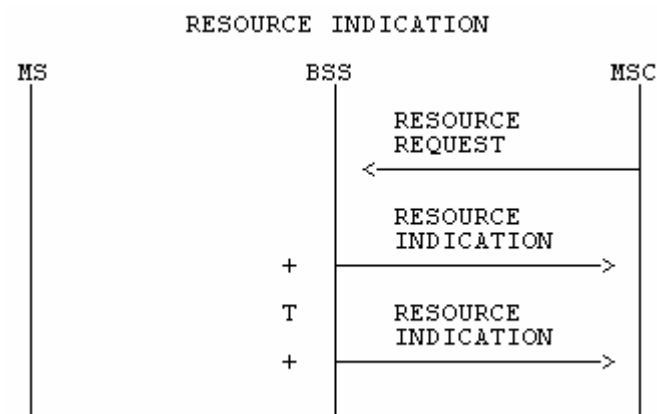 RESOURCE INDICATION
MS BSS MSC
RESOURCE
REQUEST
RESOURCE
INDICATION
+
T RESOURCE
INDICATION
+